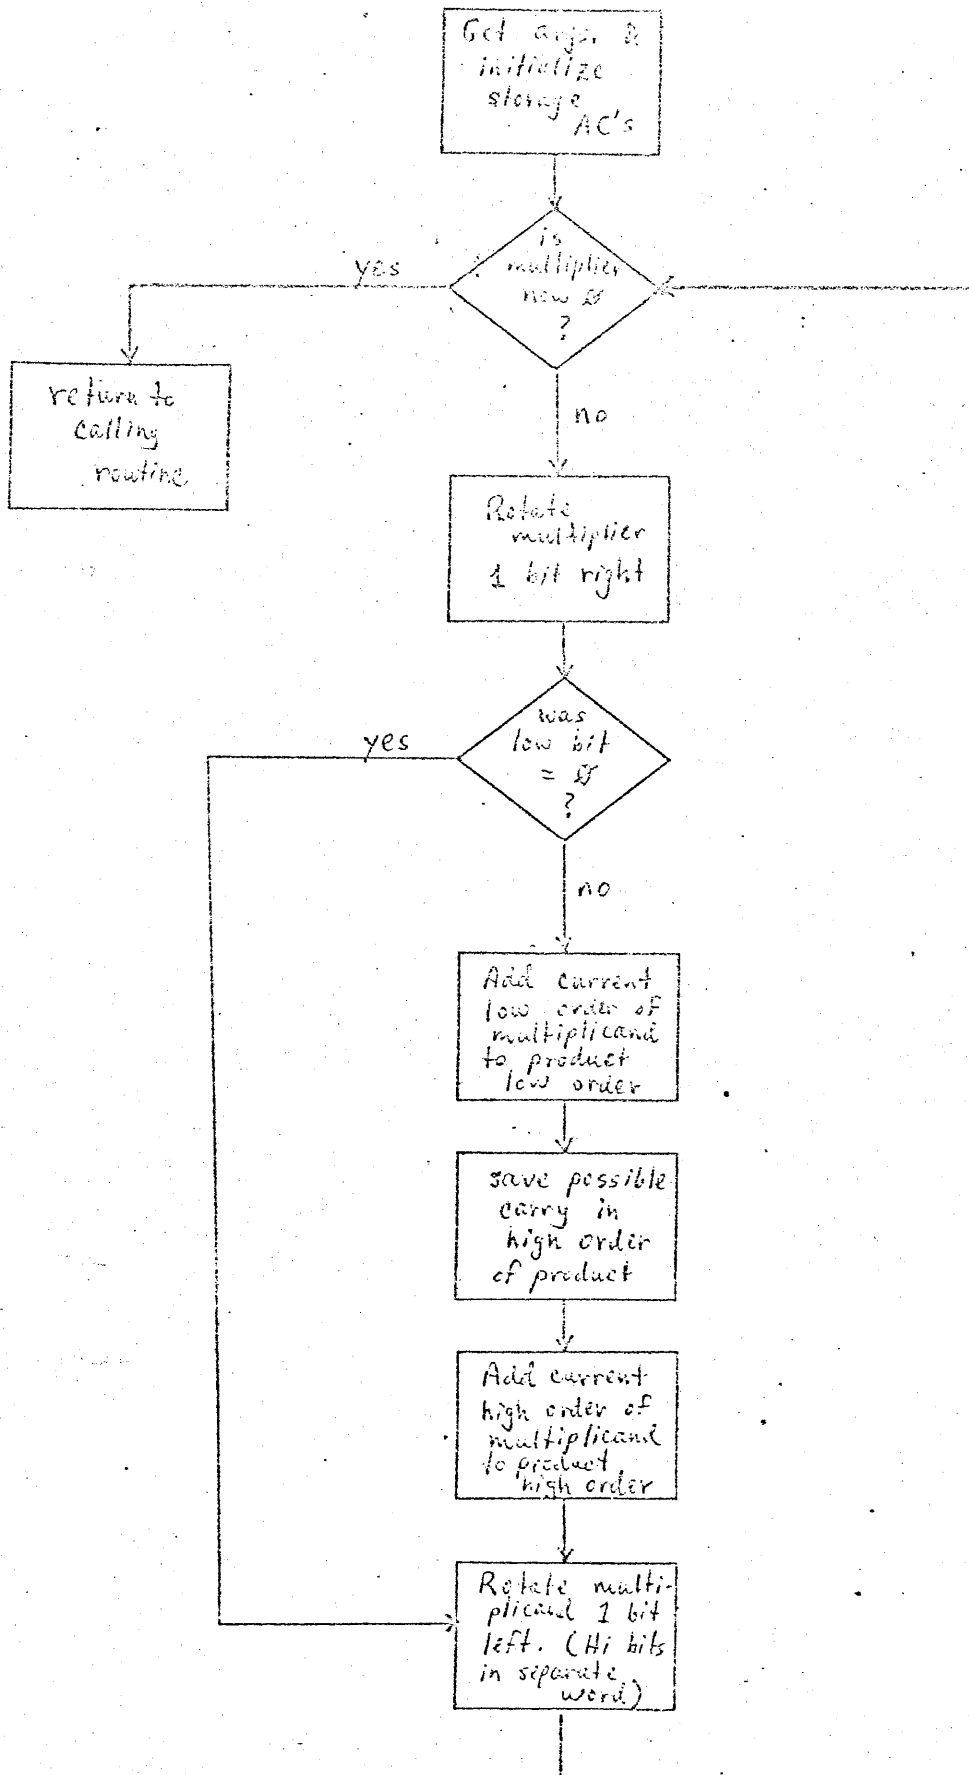 Get args. &
initialize
storage
AC's
is
multiplier
now Ø
?
yes
return to
calling
routine
no
Rotate
multiplier
1 bit right
was
low bit
= Ø
?
yes
no
Add current
low order of
multiplicand
to product
low order
save possible
carry in
high order
of product
Add current
high order of
multiplicand
to product
high order
Rotate multi-
plicand 1 bit
left. (Hi bits
in separate
word)